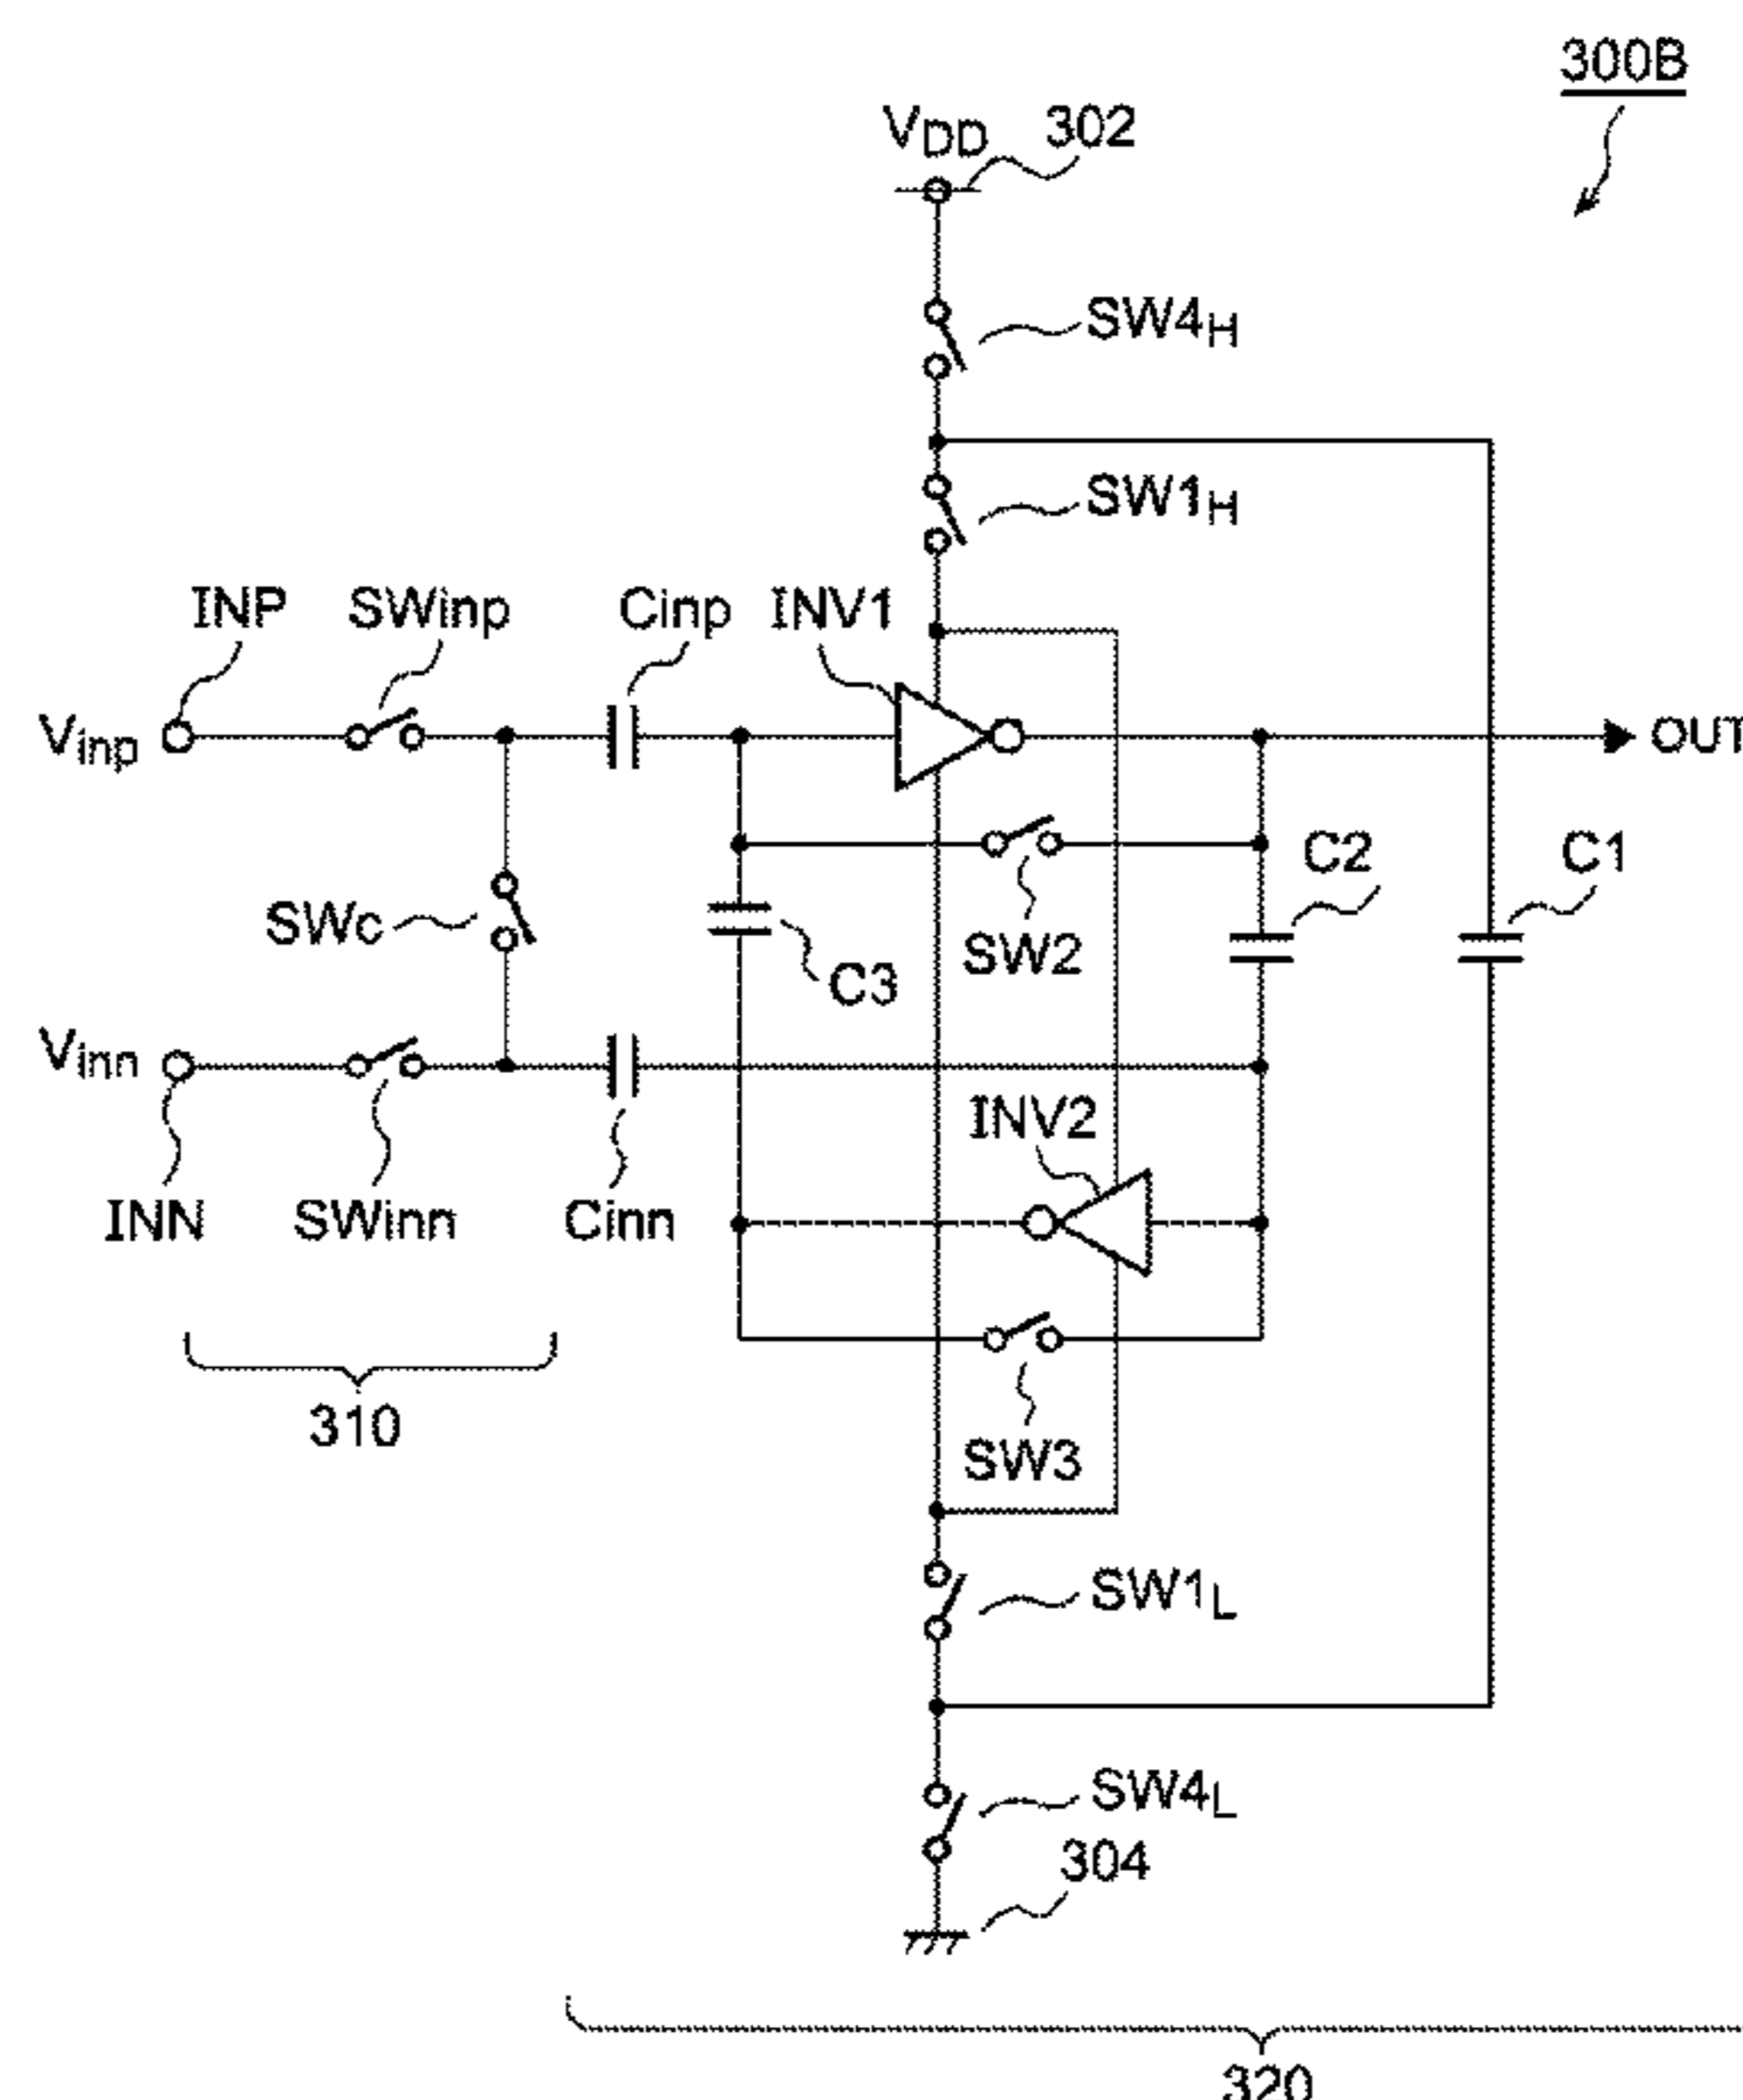 300B
VDD 302
SW4H
SW1H
INP SWinp Cinp INV1
Vinp
OUT
C2 C1
SWc
SW2
C3
Vinn
INV2
INN SWinn Cinn
310
SW3
SW1L
SW4L
304
320